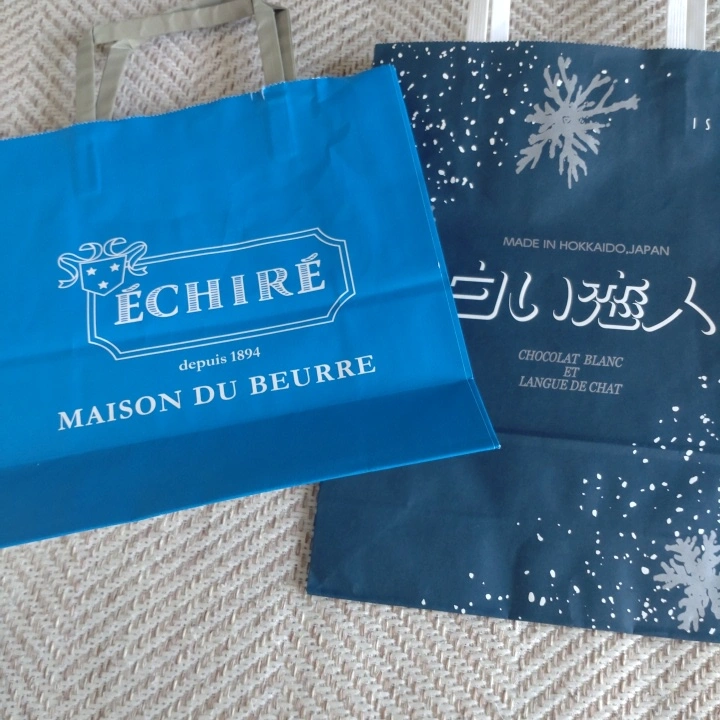 ÉCHIRÉ
depuis 1894
MAISON DU BEURRE
IS
MADE IN HOKKAIDO,JAPAN
白い恋人
CHOCOLAT BLANC
ET
LANGUE DE CHAT